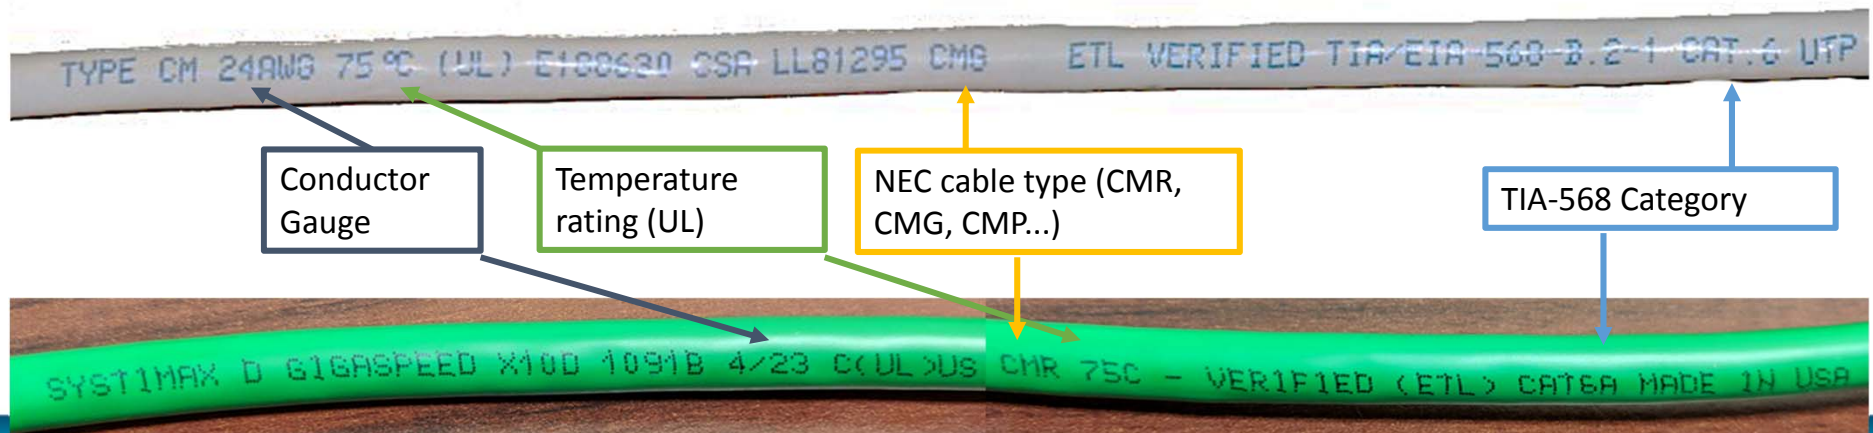 TYPE CM 24AWG 75°C (UL) E188630 CSA LL81295 CMG ETL VERIFIED TIA/EIA-568-B.2-1 CAT.6 UTP
Conductor
Gauge
Temperature
rating (UL)
NEC cable type (CMR,
CMG, CMP...)
TIA-568 Category
SYSTIMAX D GIGASPEED X10D 1091B 4/23 C(UL)US CMR 75C - VERIFIED (ETL) CAT6A MADE IN USA